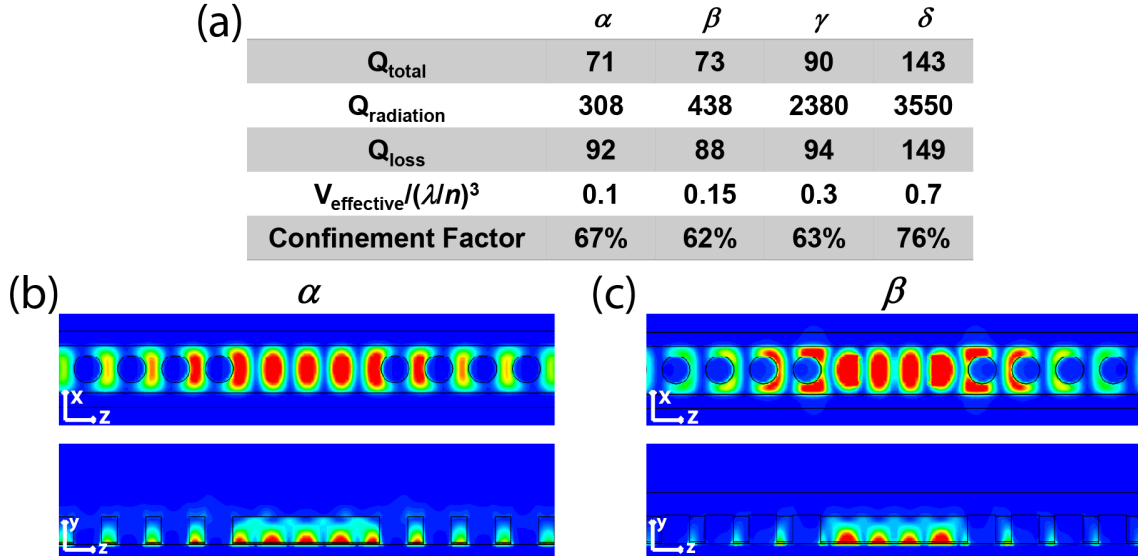 (a) α β γ δ
Q_total 71 73 90 143
Q_radiation 308 438 2380 3550
Q_loss 92 88 94 149
V_effective/(λ/n)³ 0.1 0.15 0.3 0.7
Confinement Factor 67% 62% 63% 76%
(b) α (c) β
x z x z
y z y z